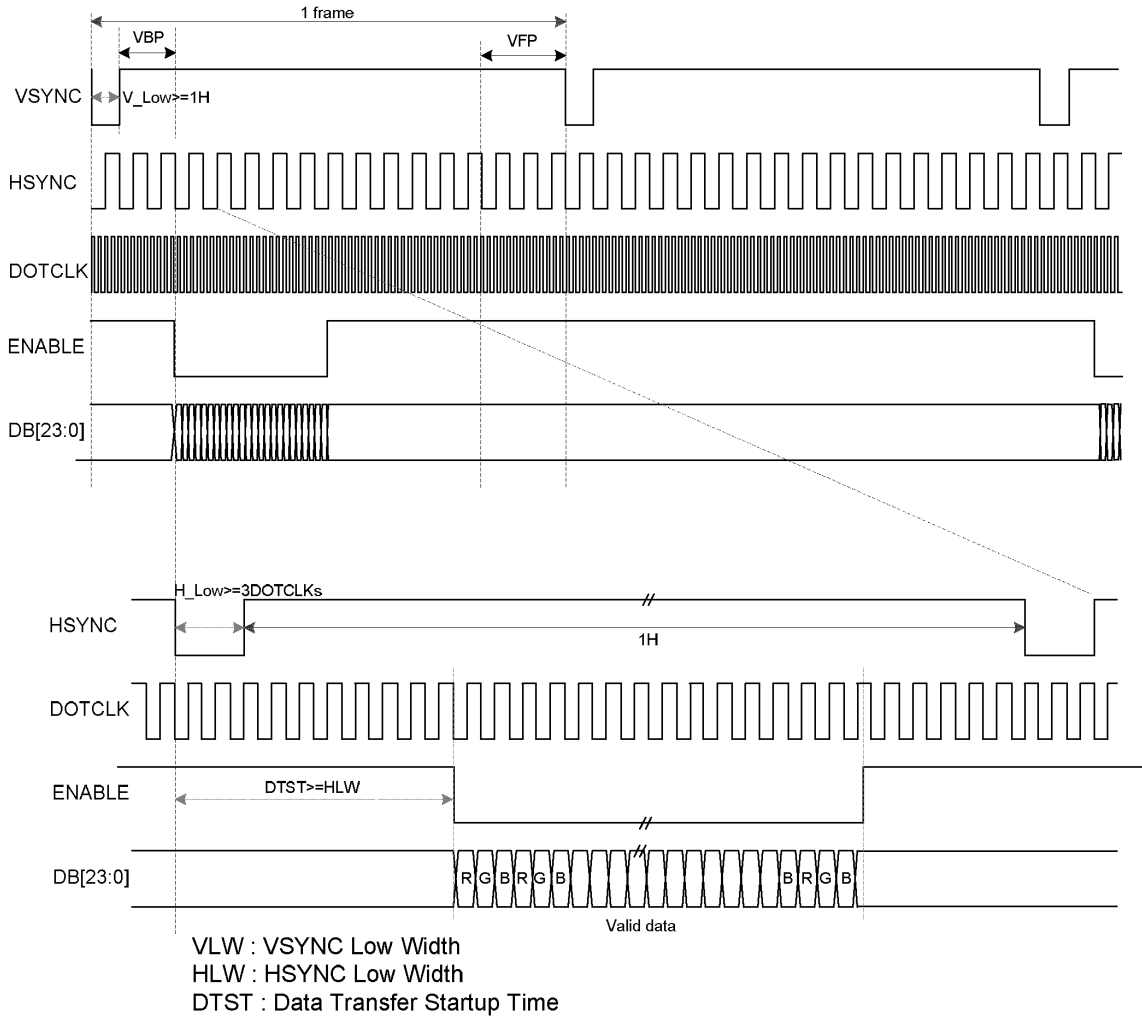 1 frame
VBP
VFP
VSYNC
V_Low>=1H
HSYNC
DOTCLK
ENABLE
DB[23:0]
H_Low>=3DOTCLKs
HSYNC
1H
DOTCLK
DTST>=HLW
ENABLE
DB[23:0]
R G B R G B B R G B
Valid data
VLW : VSYNC Low Width
HLW : HSYNC Low Width
DTST : Data Transfer Startup Time